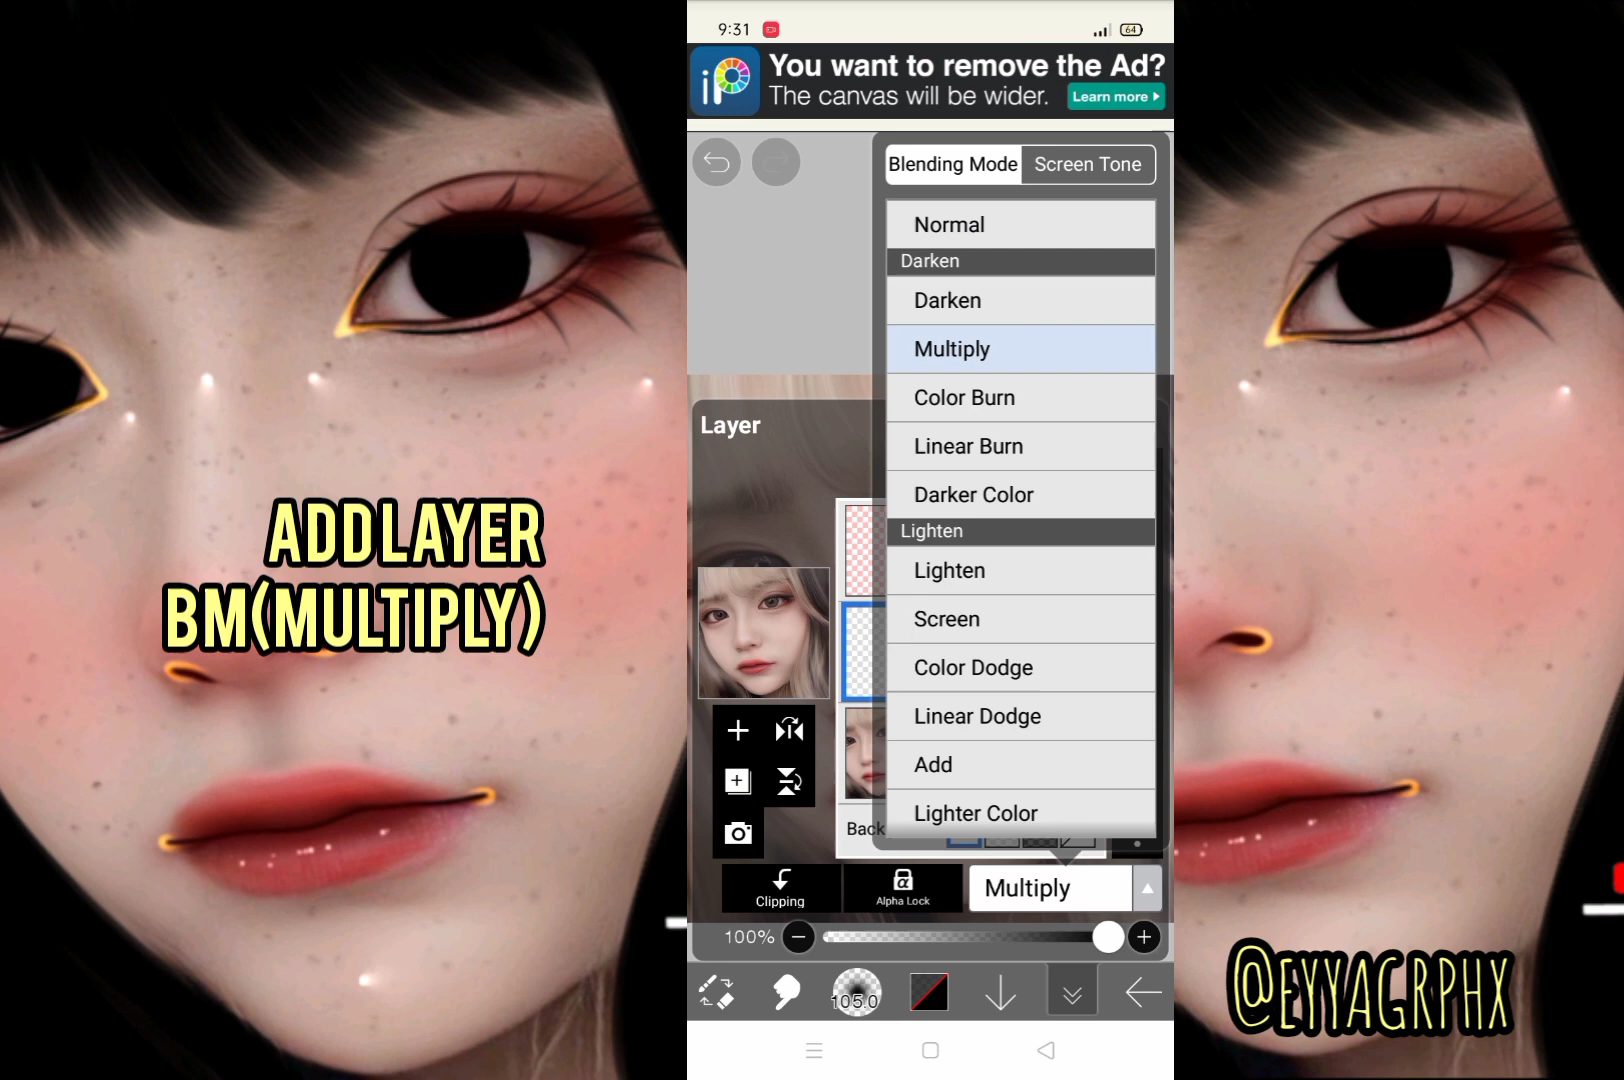 9:31
64
iP
You want to remove the Ad?
The canvas will be wider.
Learn more
Blending Mode
Screen Tone
Normal
Darken
Darken
Multiply
Color Burn
Linear Burn
Darker Color
Lighten
Lighten
Screen
Color Dodge
Linear Dodge
Add
Lighter Color
Layer
ADD LAYER
BM(MULTIPLY)
Back
Clipping
α
Alpha Lock
Multiply
100%
105.0
@EYYAGRPHX